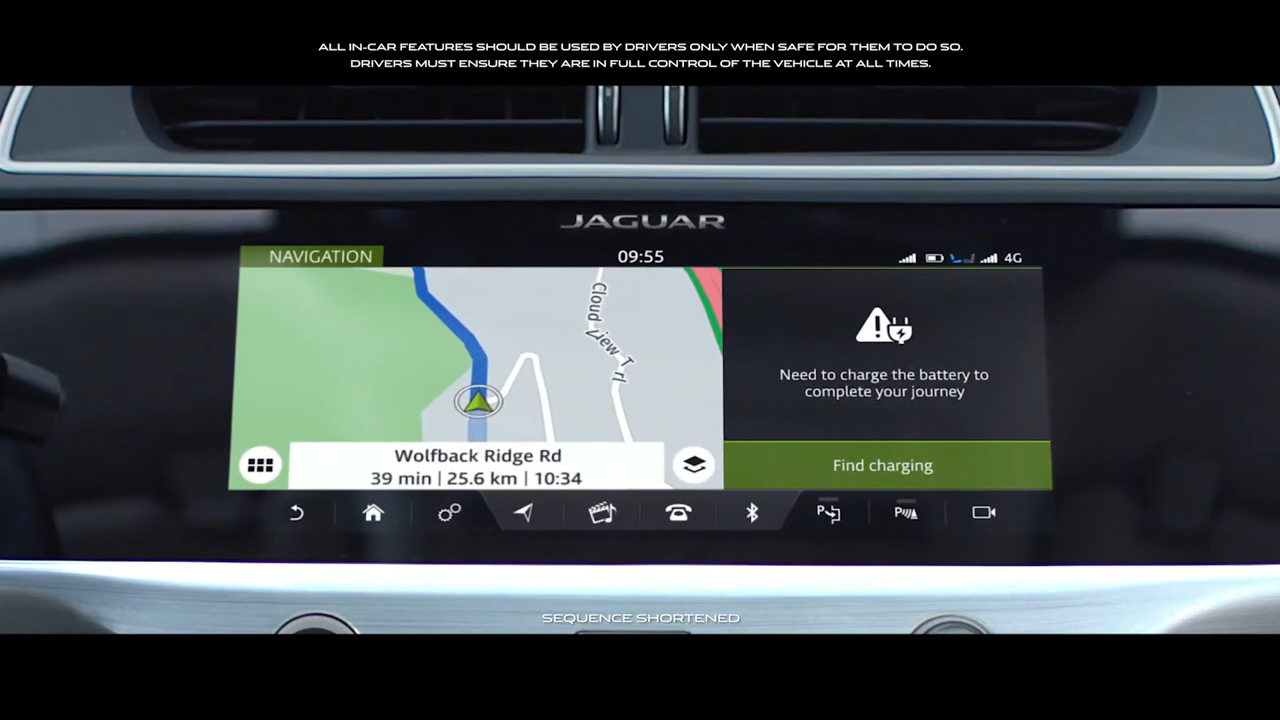 ALL IN-CAR FEATURES SHOULD BE USED BY DRIVERS ONLY WHEN SAFE FOR THEM TO DO SO.
DRIVERS MUST ENSURE THEY ARE IN FULL CONTROL OF THE VEHICLE AT ALL TIMES.
JAGUAR
NAVIGATION
09:55
4G
Cloud View Trl
Need to charge the battery to
complete your journey
Wolfback Ridge Rd
39 min | 25.6 km | 10:34
Find charging
P
P
SEQUENCE SHORTENED